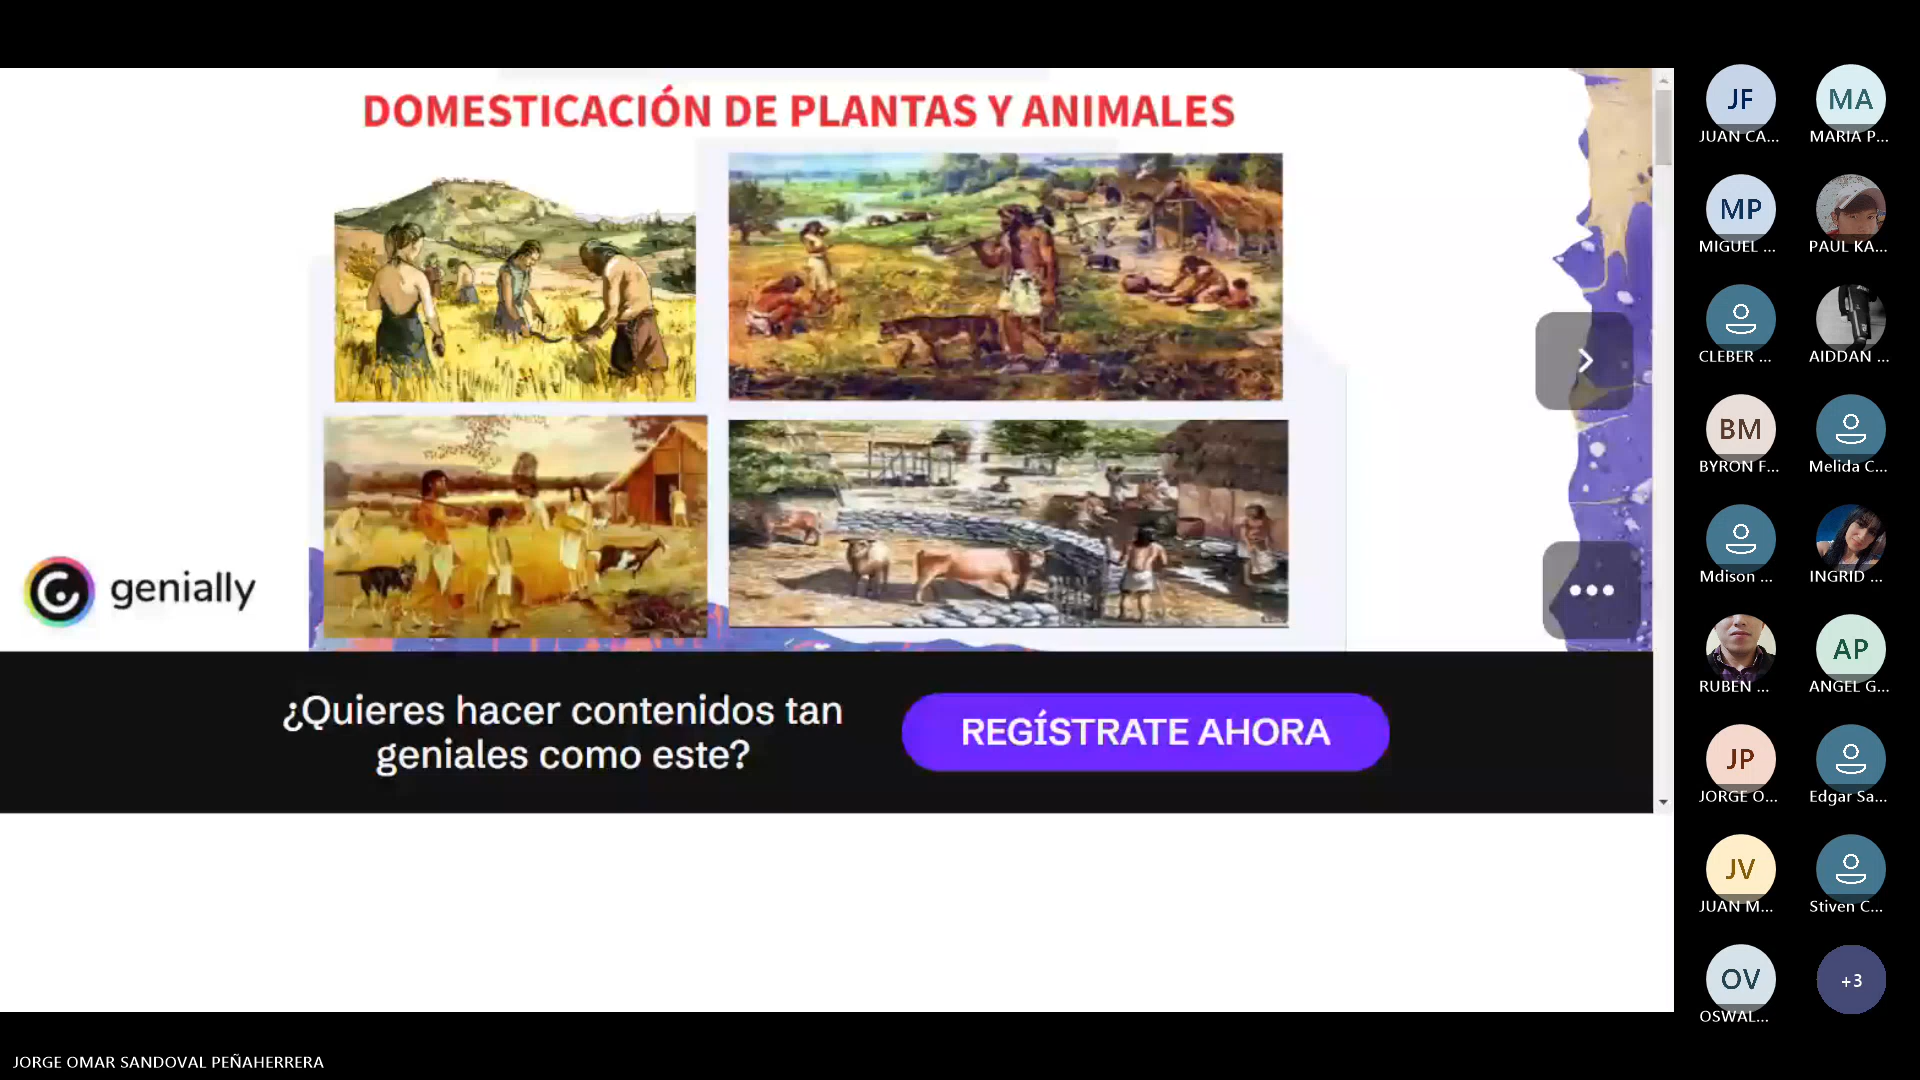 DOMESTICACIÓN DE PLANTAS Y ANIMALES
genially
¿Quieres hacer contenidos tan
geniales como este?
REGÍSTRATE AHORA
JF
JUAN CA...
MA
MARIA P...
MP
MIGUEL ...
PAUL KA...
CLEBER ...
AIDDAN ...
BM
BYRON F...
Melida C...
Mdison ...
INGRID ...
RUBEN ...
AP
ANGEL G...
JP
JORGE O...
Edgar Sa...
JV
JUAN M...
Stiven C...
OV
OSWAL...
+3
JORGE OMAR SANDOVAL PEÑAHERRERA